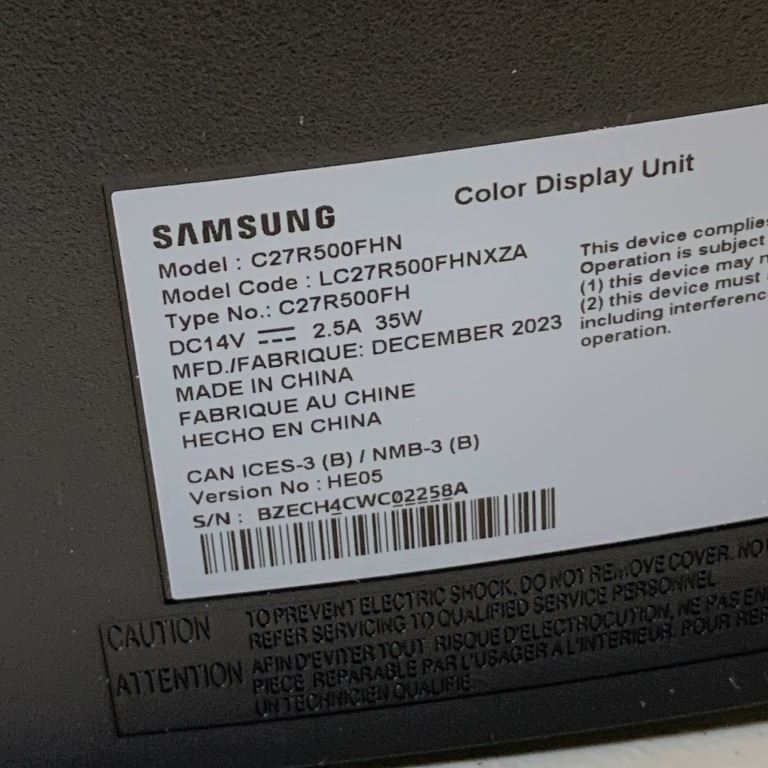 SAMSUNG
Color Display Unit
Model : C27R500FHN
Model Code : LC27R500FHNXZA
Type No.: C27R500FH
DC14V 2.5A 35W
MFD./FABRIQUE: DECEMBER 2023
MADE IN CHINA
FABRIQUE AU CHINE
HECHO EN CHINA
CAN ICES-3 (B) / NMB-3 (B)
Version No : HE05
S/N : BZECH4CWC02258A
This device complies
Operation is subject
(1) this device may
(2) this device must
including
operation.
CAUTION
TO PREVENT ELECTRIC SHOCK, DO NOT REMOVE COVER. NO
REFER SERVICING TO QUALIFIED SERVICE PERSONNEL
ATTENTION
AFIN D'EVITER TOUT RISQUE D'ELECTROCUTION, NE PAS
PIECE REPARABLE PAR L'USAGER A L'INTERIEUR. POUR
UN TECHNICIEN QUALIFIE